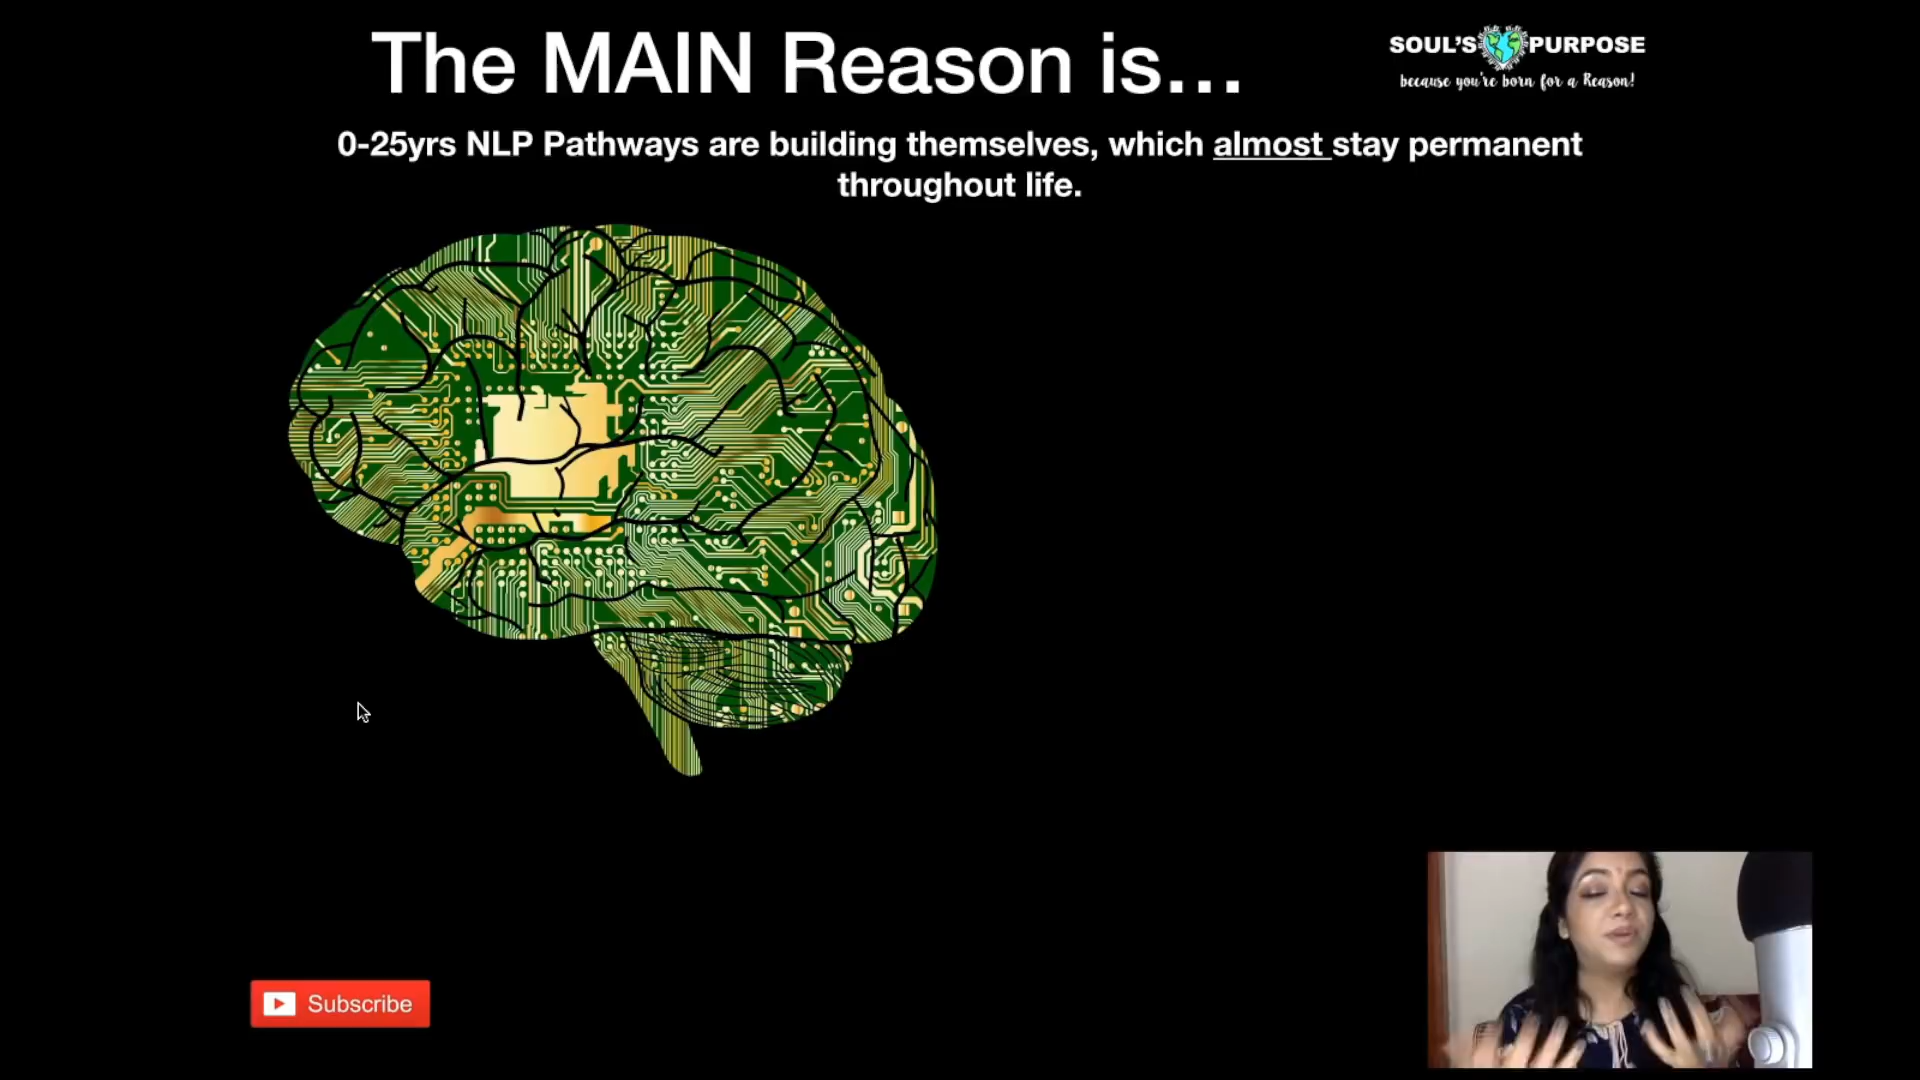 The MAIN Reason is...
SOUL'S PURPOSE
because you're born for a Reason!
0-25yrs NLP Pathways are building themselves, which almost stay permanent
throughout life.
Subscribe